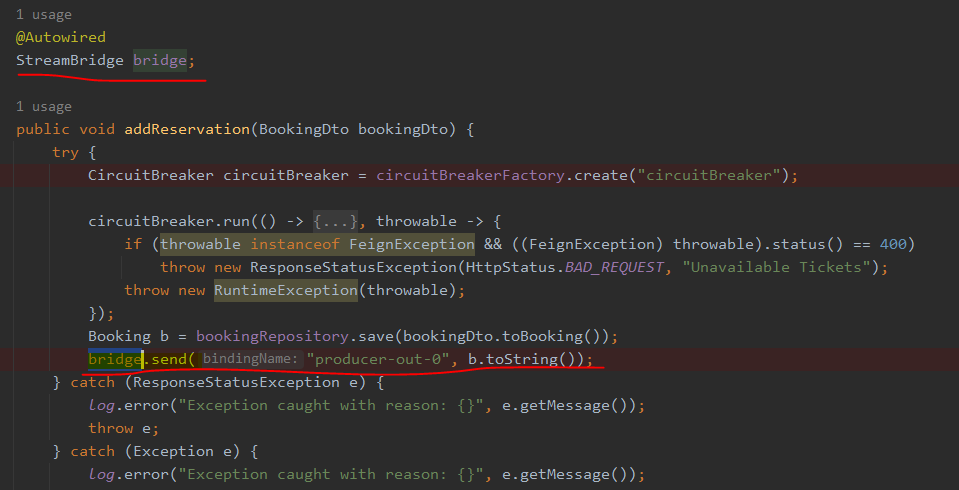 1 usage
@Autowired
StreamBridge bridge;
1 usage
public void addReservation(BookingDto bookingDto) {
try {
CircuitBreaker circuitBreaker = circuitBreakerFactory.create("circuitBreaker");
circuitBreaker.run(() -> {...}, throwable -> {
if (throwable instanceof FeignException && ((FeignException) throwable).status() == 400)
throw new ResponseStatusException(HttpStatus.BAD_REQUEST, "Unavailable Tickets");
throw new RuntimeException(throwable);
});
Booking b = bookingRepository.save(bookingDto.toBooking());
bridge.send( bindingName: "producer-out-0", b.toString());
} catch (ResponseStatusException e) {
log.error("Exception caught with reason: {}", e.getMessage());
throw e;
} catch (Exception e) {
log.error("Exception caught with reason: {}", e.getMessage());